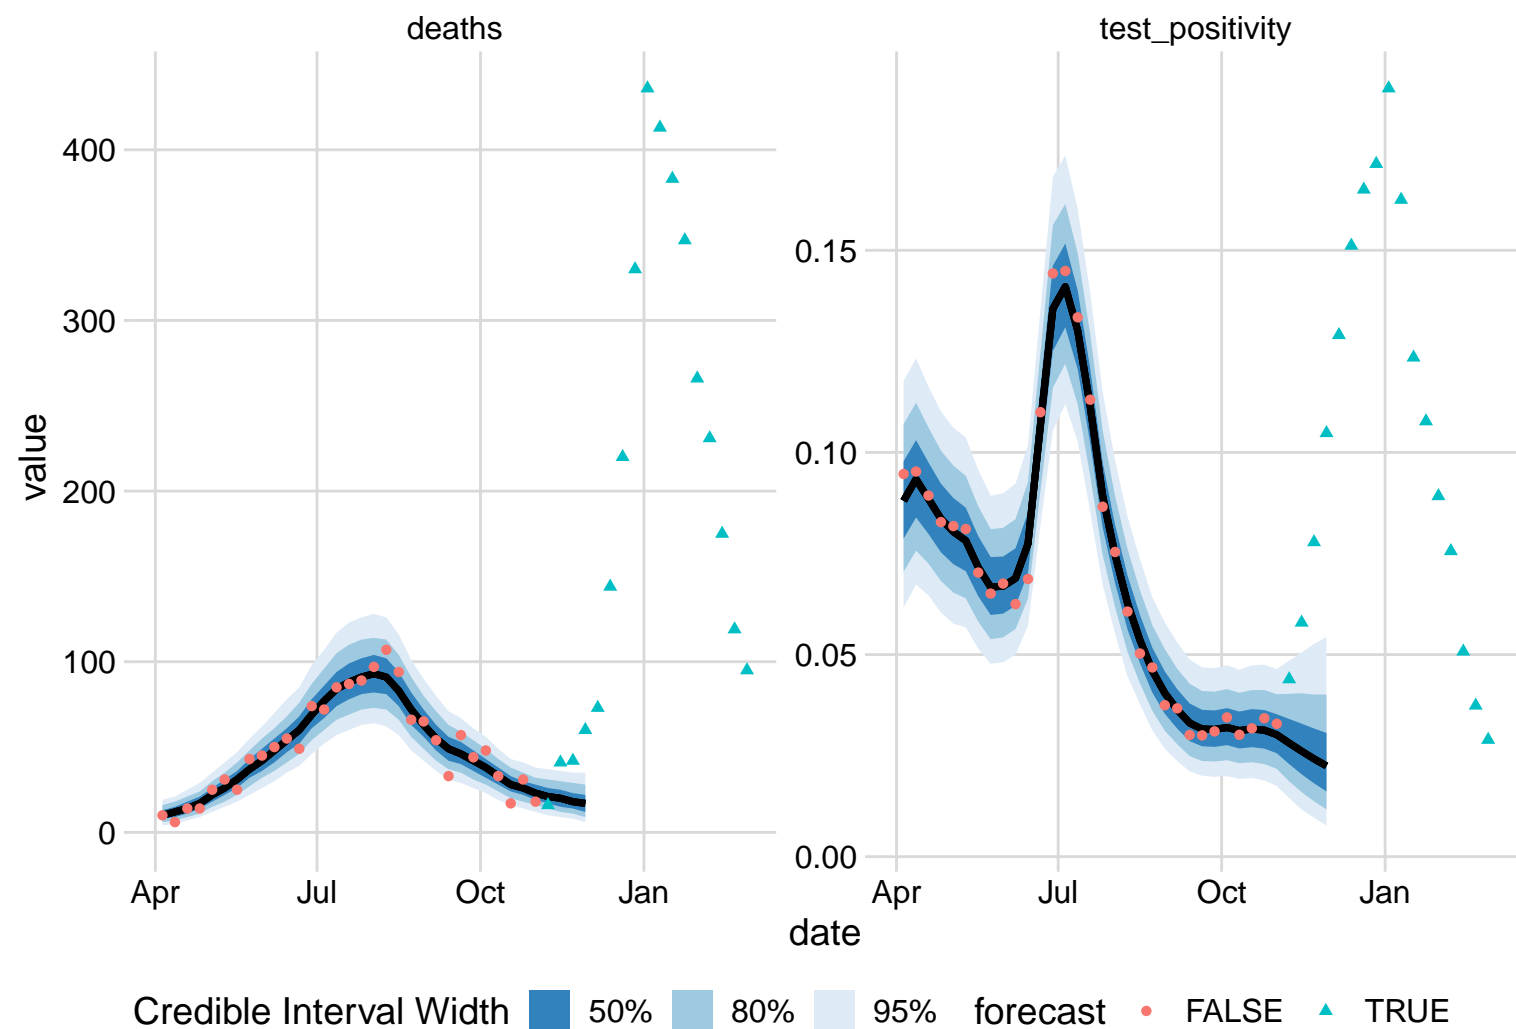 deaths
test_positivity
value
400
300
200
100
0
0.15
0.10
0.05
0.00
Apr
Jul
Oct
Jan
Apr
Jul
Oct
Jan
date
Credible Interval Width 50% 80% 95% forecast FALSE TRUE